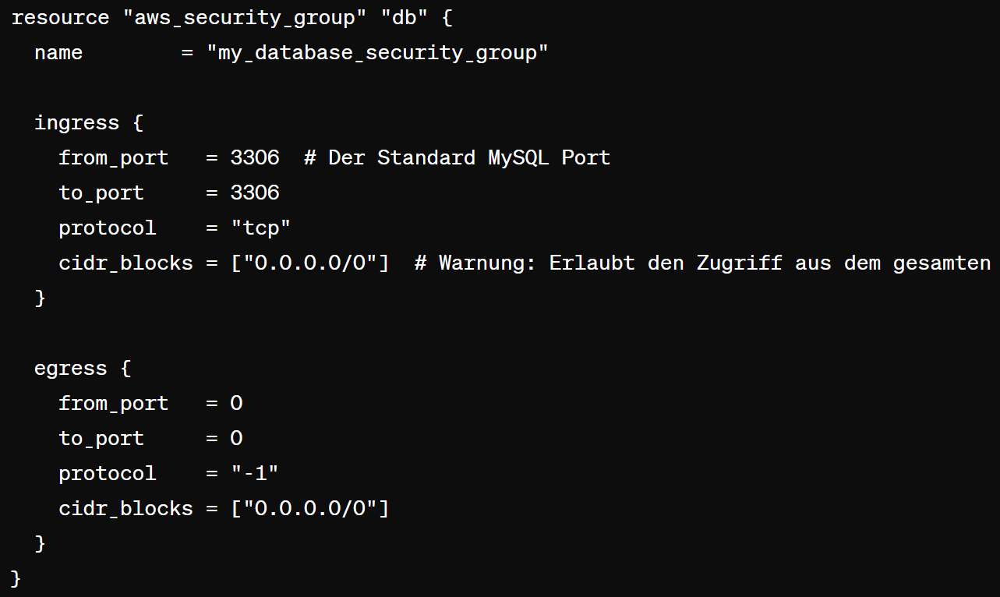 resource "aws_security_group" "db" {
  name        = "my_database_security_group"

  ingress {
    from_port   = 3306  # Der Standard MySQL Port
    to_port     = 3306
    protocol    = "tcp"
    cidr_blocks = ["0.0.0.0/0"]  # Warnung: Erlaubt den Zugriff aus dem gesamten
  }

  egress {
    from_port   = 0
    to_port     = 0
    protocol    = "-1"
    cidr_blocks = ["0.0.0.0/0"]
  }
}